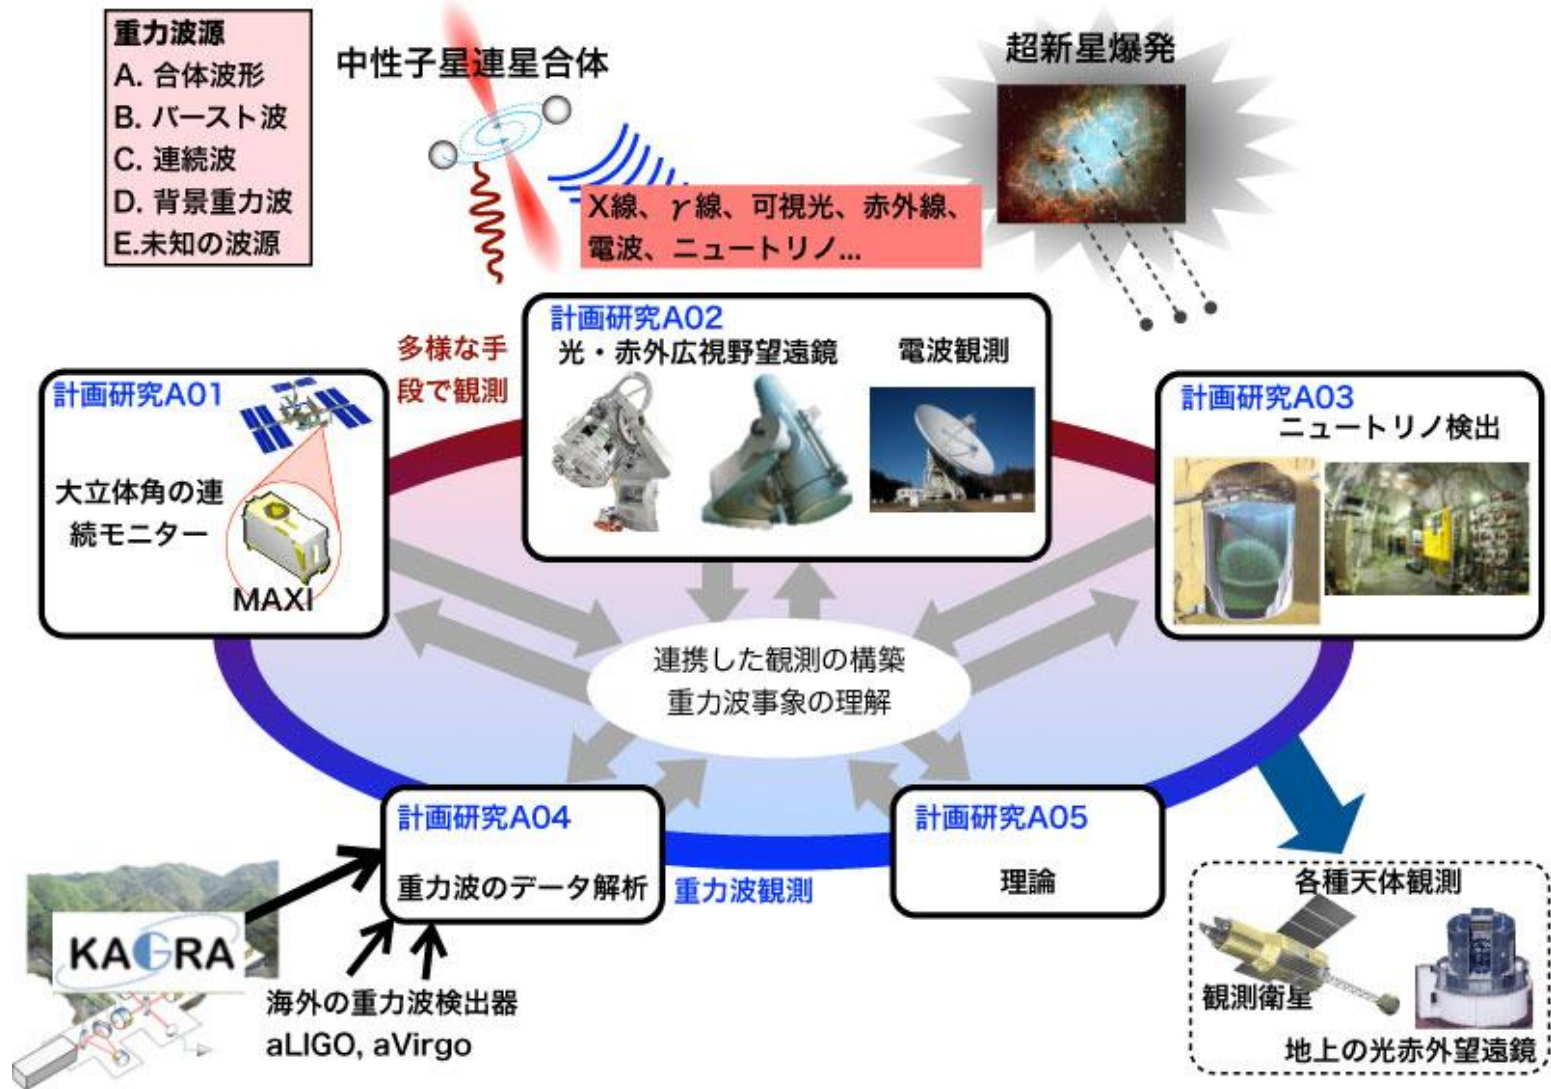 重力波源
A. 合体波形
B. バースト波
C. 連続波
D. 背景重力波
E.未知の波源
中性子星連星合体
超新星爆発
X線、γ線、可視光、赤外線、
電波、ニュートリノ...
多様な手
段で観測
計画研究A01
大立体角の連
続モニター
MAXI
計画研究A02
光・赤外広視野望遠鏡
電波観測
計画研究A03
ニュートリノ検出
連携した観測の構築
重力波事象の理解
計画研究A04
重力波のデータ解析
重力波観測
計画研究A05
理論
KAGRA
海外の重力波検出器
aLIGO, aVirgo
各種天体観測
観測衛星
地上の光赤外望遠鏡